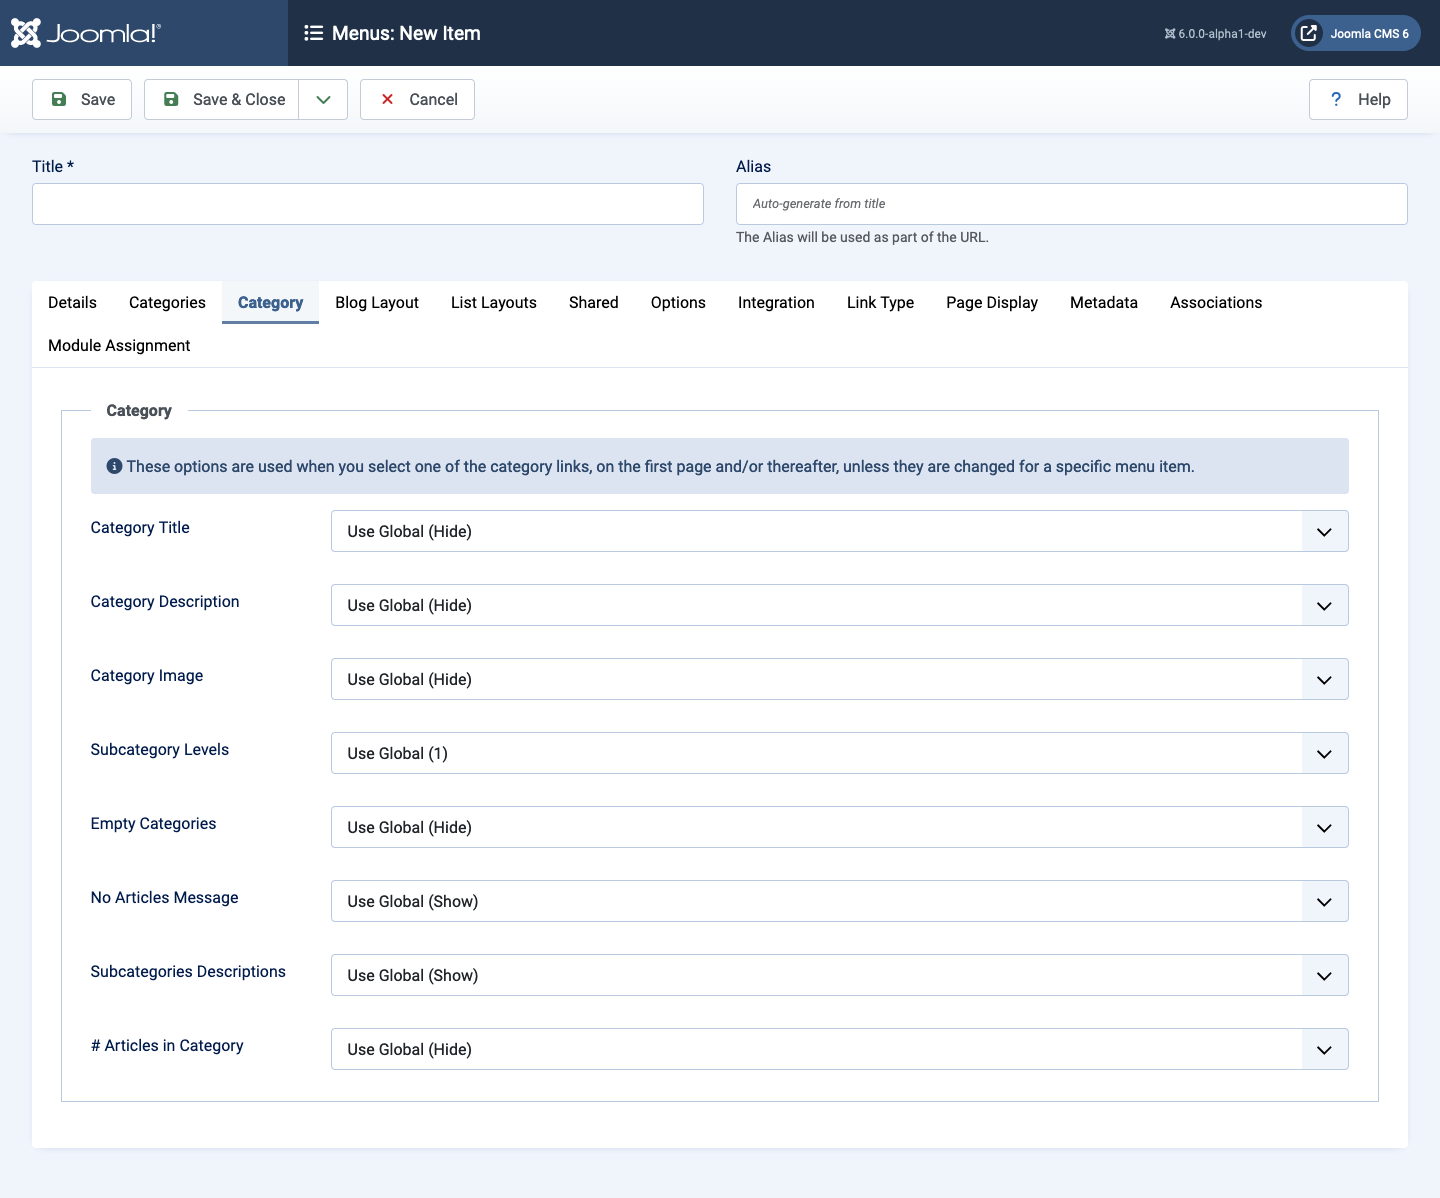 Joomla!®
Menus: New Item
6.0.0-alpha1-dev
Joomla CMS 6
Save
Save & Close
Cancel
? Help
Title *
Alias
Auto-generate from title
The Alias will be used as part of the URL.
Details Categories Category Blog Layout List Layouts Shared Options Integration Link Type Page Display Metadata Associations
Module Assignment
Category
These options are used when you select one of the category links, on the first page and/or thereafter, unless they are changed for a specific menu item.
Category Title
Use Global (Hide)
Category Description
Use Global (Hide)
Category Image
Use Global (Hide)
Subcategory Levels
Use Global (1)
Empty Categories
Use Global (Hide)
No Articles Message
Use Global (Show)
Subcategories Descriptions
Use Global (Show)
# Articles in Category
Use Global (Hide)